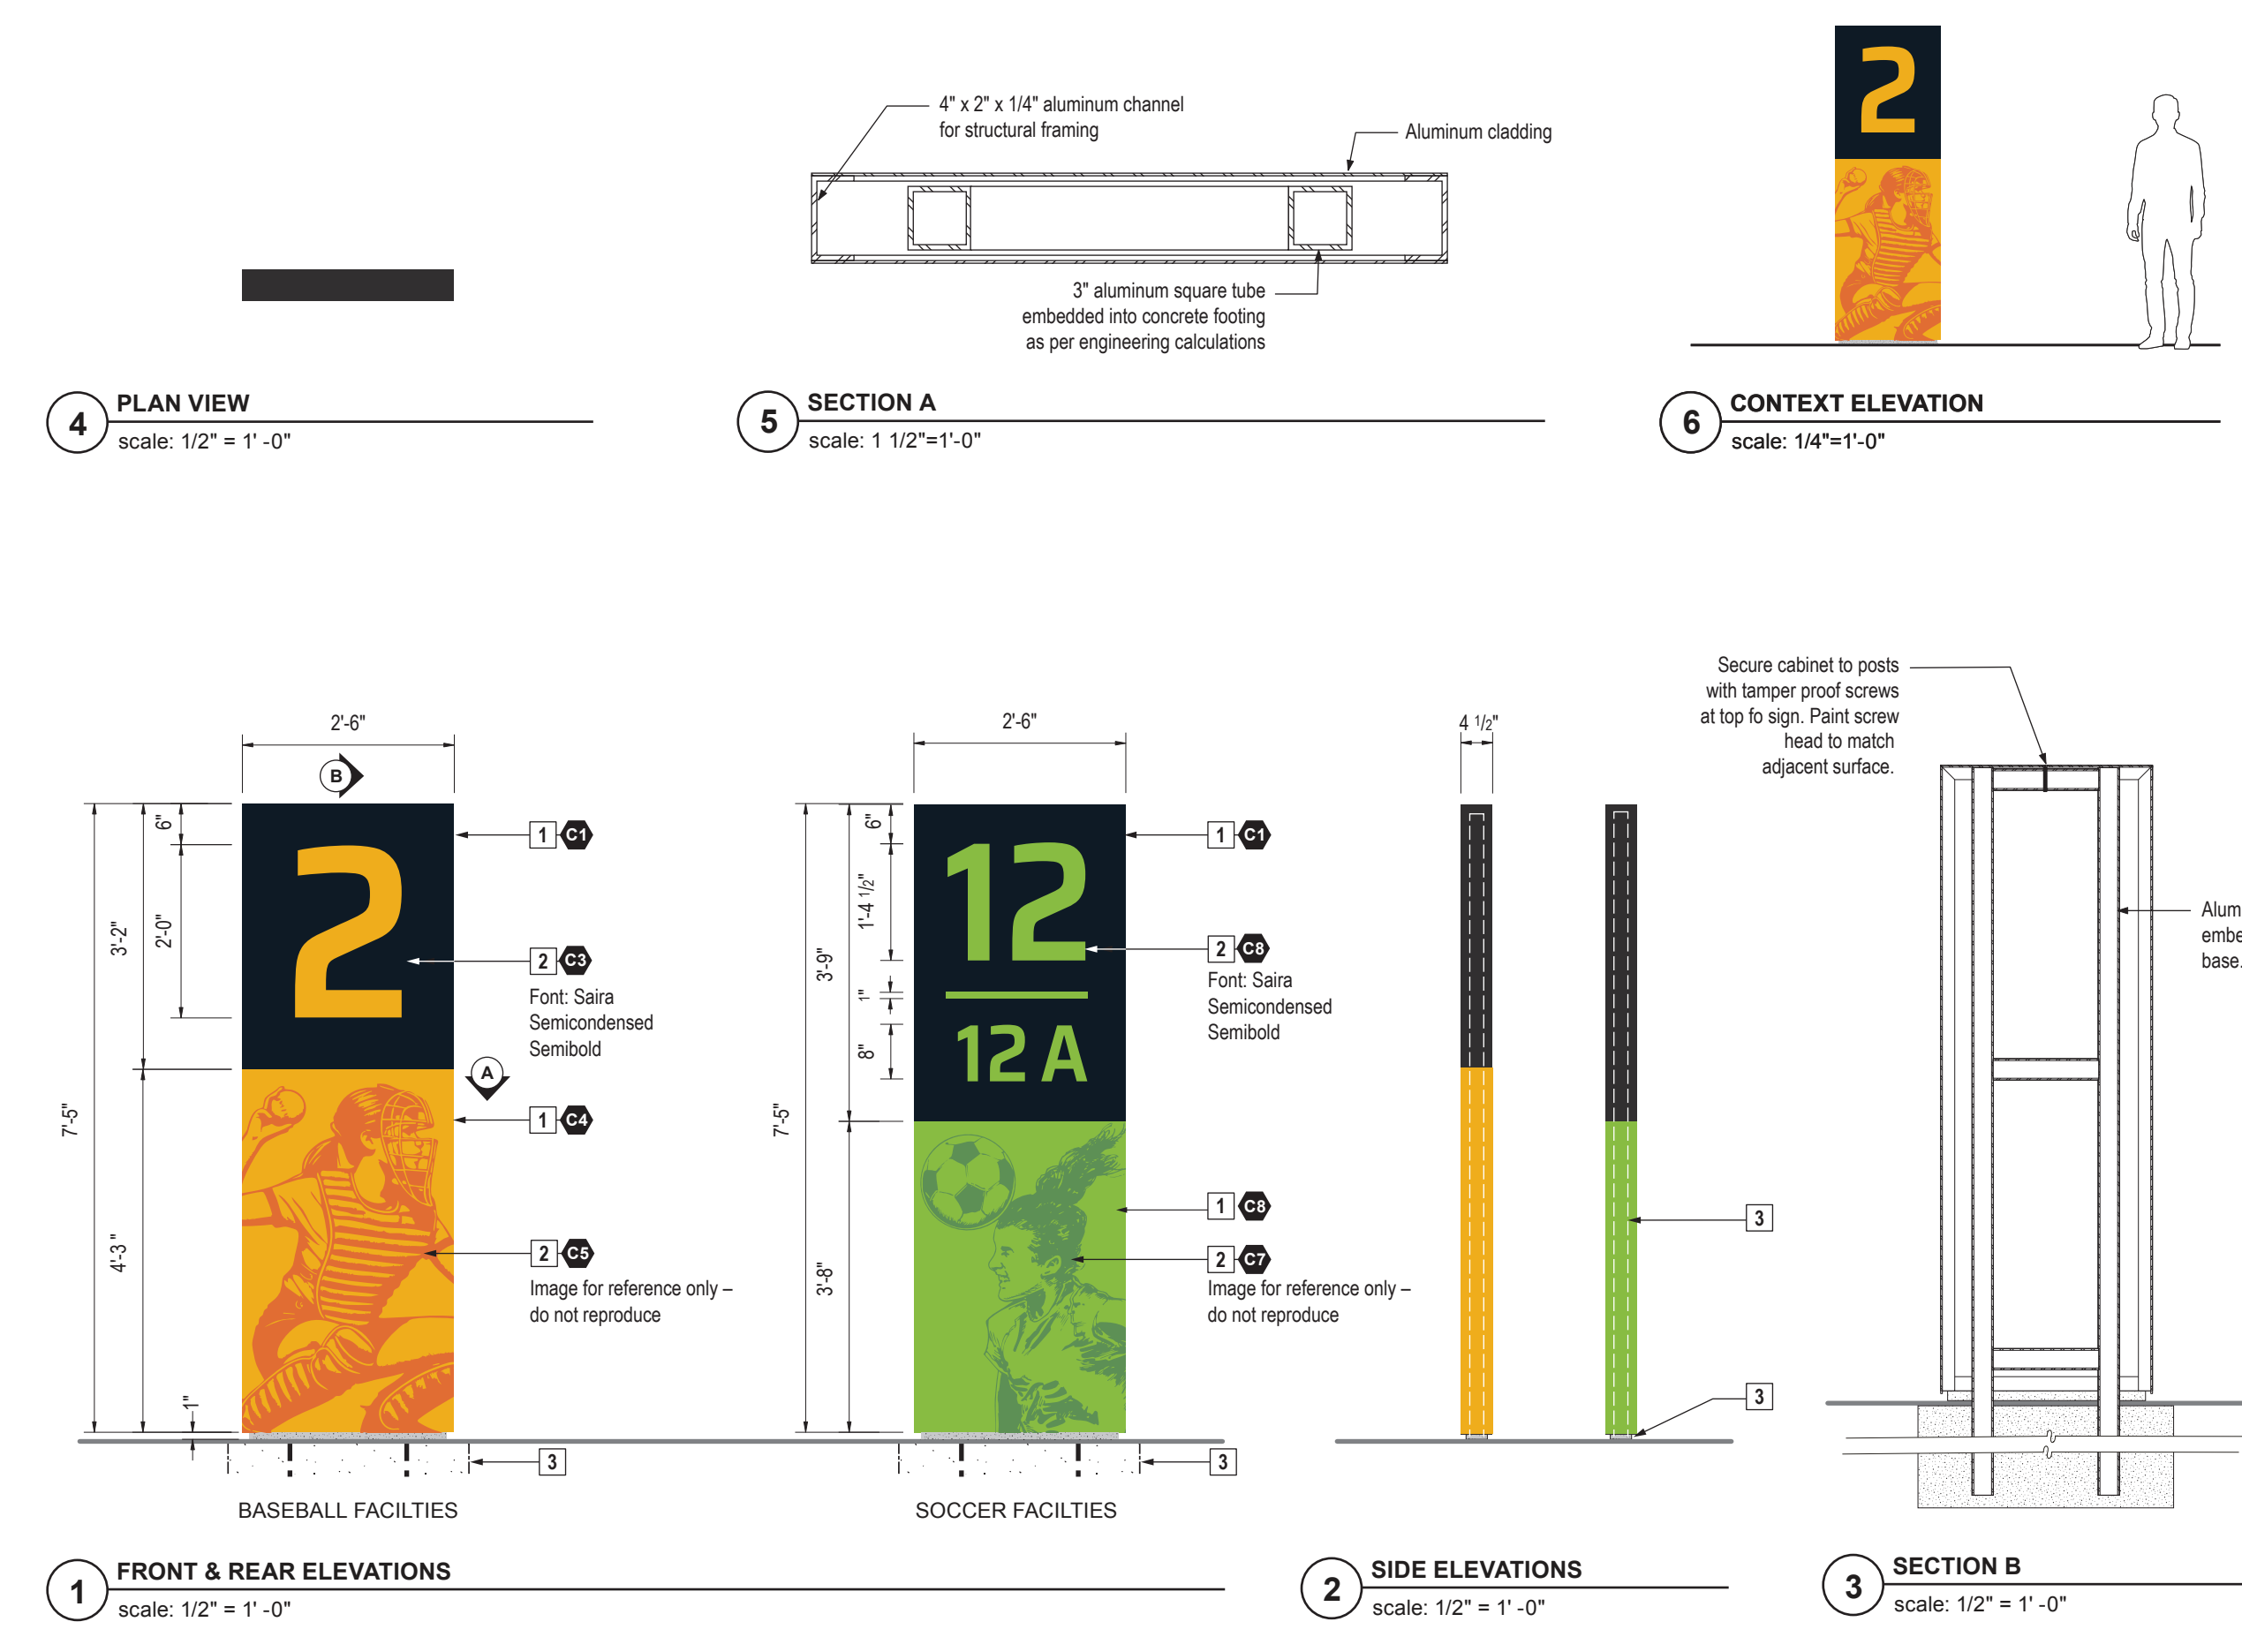 4" x 2" x 1/4" aluminum channel
for structural framing
Aluminum cladding
3" aluminum square tube
embedded into concrete footing
as per engineering calculations
2
4
PLAN VIEW
scale: 1/2" = 1' -0"
5
SECTION A
scale: 1 1/2"=1'-0"
6
CONTEXT ELEVATION
scale: 1/4"=1'-0"
2'-6"
B
7'-5"
3'-2"
4'-3"
6"
2'-0"
1"
2
A
1 C1
2 C3
Font: Saira
Semicondensed
Semibold
1 C4
2 C5
Image for reference only –
do not reproduce
3
BASEBALL FACILTIES
2'-6"
7'-5"
3'-9"
3'-8"
6"
1'-4 1/2"
1"
8"
12
12 A
1 C1
2 C8
Font: Saira
Semicondensed
Semibold
1 C8
2 C7
Image for reference only –
do not reproduce
3
SOCCER FACILTIES
4 1/2"
3
3
Secure cabinet to posts
with tamper proof screws
at top fo sign. Paint screw
head to match
adjacent surface.
Alum
embe
base.
1
FRONT & REAR ELEVATIONS
scale: 1/2" = 1' -0"
2
SIDE ELEVATIONS
scale: 1/2" = 1' -0"
3
SECTION B
scale: 1/2" = 1' -0"